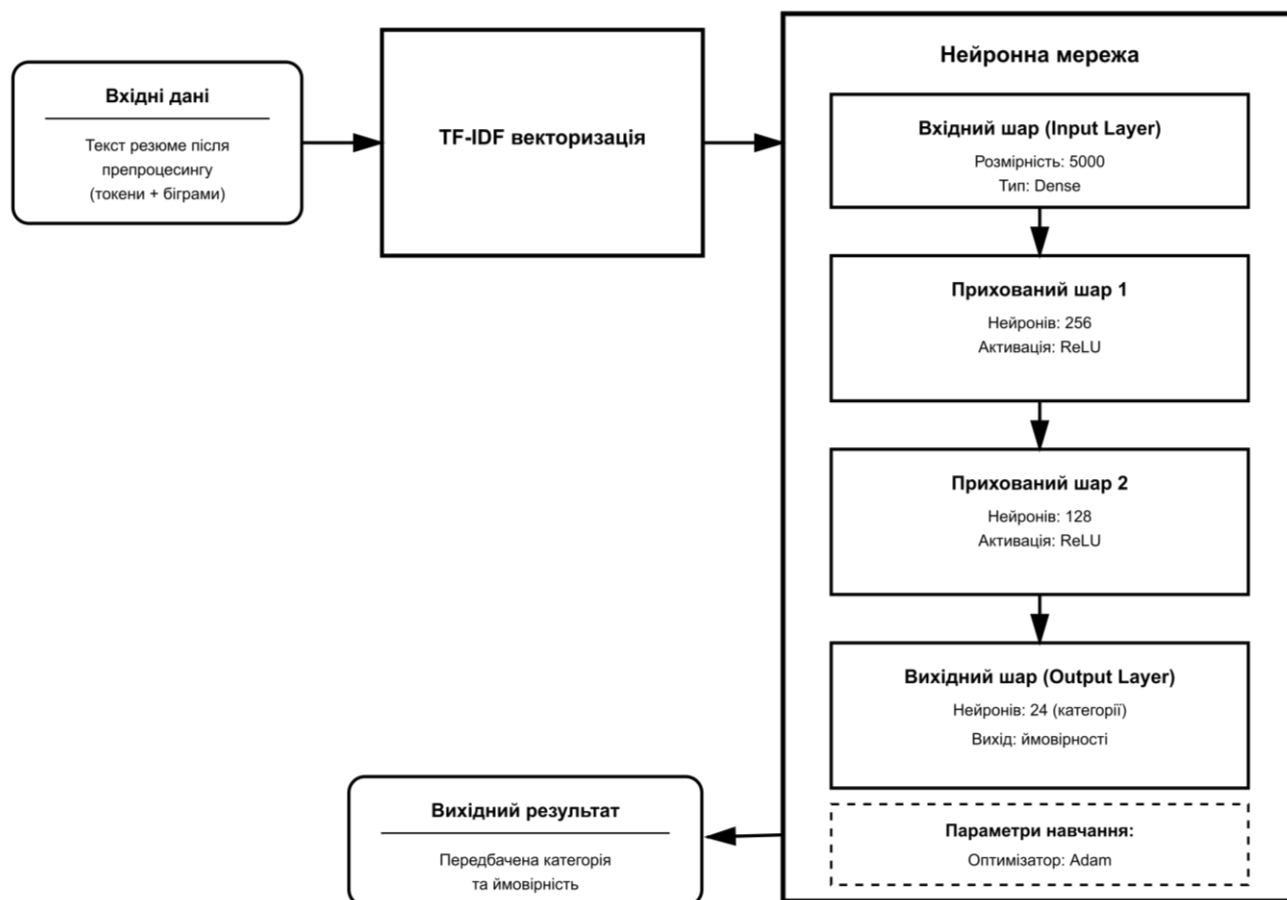 Вхідні дані
Текст резюме після
препроцесингу
(токени + біграми)
TF-IDF векторизація
Нейронна мережа
Вхідний шар (Input Layer)
Розмірність: 5000
Тип: Dense
Прихований шар 1
Нейронів: 256
Активація: ReLU
Прихований шар 2
Нейронів: 128
Активація: ReLU
Вихідний шар (Output Layer)
Нейронів: 24 (категорії)
Вихід: ймовірності
Параметри навчання:
Оптимізатор: Adam
Вихідний результат
Передбачена категорія
та ймовірність